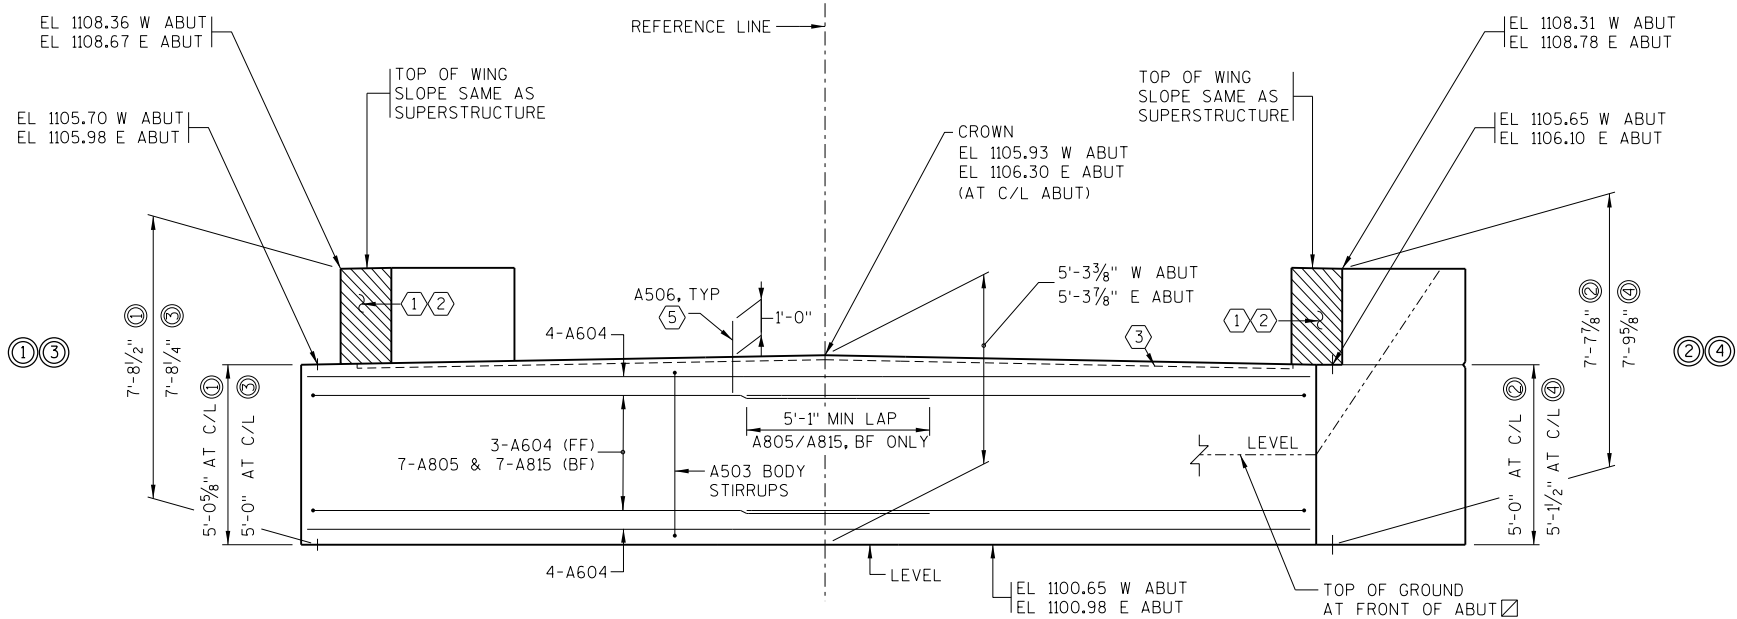 EL 1108.36 W ABUT
EL 1108.67 E ABUT
REFERENCE LINE
EL 1108.31 W ABUT
EL 1108.78 E ABUT
TOP OF WING
SLOPE SAME AS
SUPERSTRUCTURE
TOP OF WING
SLOPE SAME AS
SUPERSTRUCTURE
EL 1105.70 W ABUT
EL 1105.98 E ABUT
CROWN
EL 1105.93 W ABUT
EL 1106.30 E ABUT
(AT C/L ABUT)
EL 1105.65 W ABUT
EL 1106.10 E ABUT
5'-3⅜" W ABUT
5'-3⅞" E ABUT
A506, TYP
5
1'-0"
4-A604
1 2
1 2
3
1 3
2 4
7'-8½" 1
7'-8¼" 3
5'-0⅝" AT C/L 1
5'-0" AT C/L 3
7'-7⅞" 2
7'-9⅝" 4
5'-0" AT C/L 2
5'-1½" AT C/L 4
5'-1" MIN LAP
A805/A815, BF ONLY
3-A604 (FF)
7-A805 & 7-A815 (BF)
A503 BODY
STIRRUPS
LEVEL
4-A604
LEVEL
EL 1100.65 W ABUT
EL 1100.98 E ABUT
TOP OF GROUND
AT FRONT OF ABUT